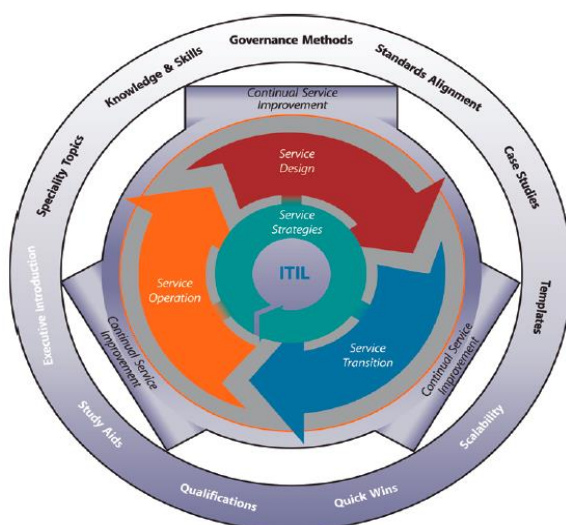 Governance Methods
Knowledge & Skills
Standards Alignment
Speciality Topics
Case Studies
Executive Introduction
Templates
Study Aids
Scalability
Qualifications
Quick Wins
Continual Service
Improvement
Service
Design
Service
Strategies
ITIL
Service
Operation
Service
Transition
Continual Service
Improvement
Continual Service
Improvement